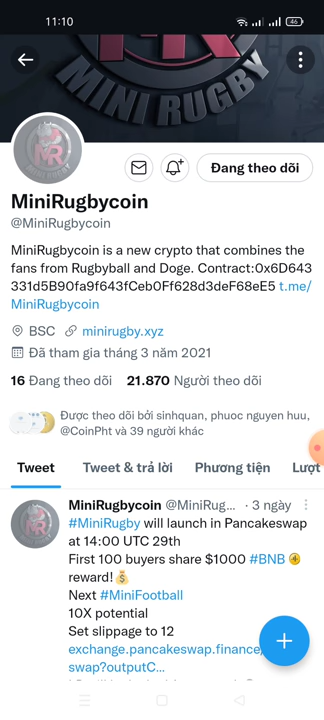 11:10
46
MINI RUGBY
Đang theo dõi
MiniRugbycoin
@MiniRugbycoin
MiniRugbycoin is a new crypto that combines the
fans from Rugbyball and Doge. Contract:0x6D643
331d5B90fa9f643fCeb0Ff628d3deF68eE5 t.me/
MiniRugbycoin
BSC minirugby.xyz
Đã tham gia tháng 3 năm 2021
16 Đang theo dõi 21.870 Người theo dõi
Được theo dõi bởi sinhquan, phuoc nguyen huu,
@CoinPht và 39 người khác
Tweet Tweet & trả lời Phương tiện Lượt
MiniRugbycoin @MiniRug... · 3 ngày
#MiniRugby will launch in Pancakeswap
at 14:00 UTC 29th
First 100 buyers share $1000 #BNB
reward!
Next #MiniFootball
10X potential
Set slippage to 12
exchange.pancakeswap.finance/
swap?outputC...